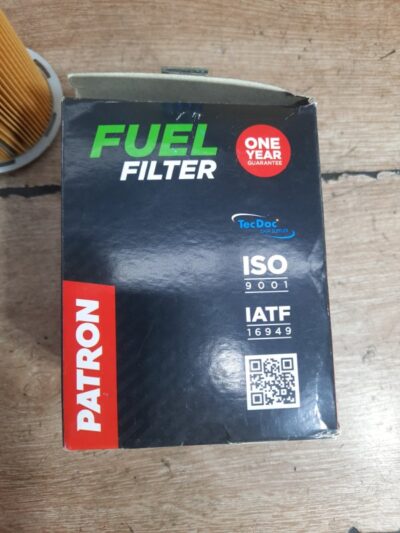 FUEL
FILTER
ONE
YEAR
GUARANTEE
TecDoc
ISO
9001
IATF
16949
PATRON